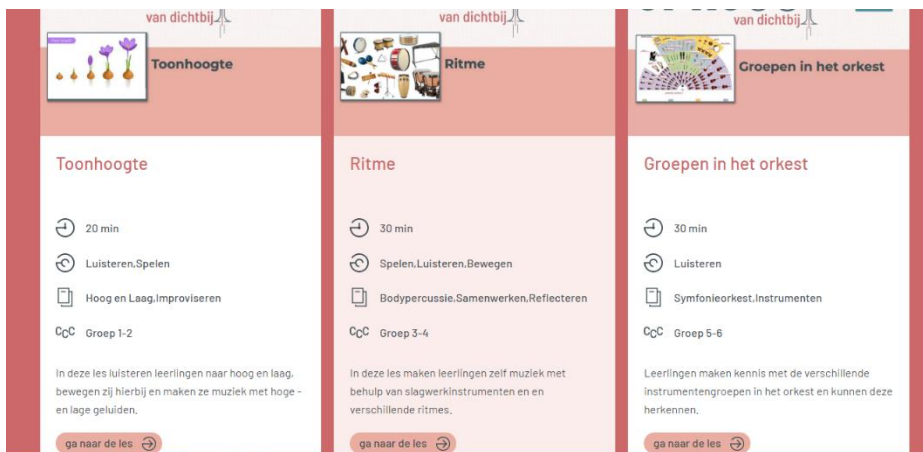 van dichtbij
Toonhoogte
Toonhoogte
20 min
Luisteren,Spelen
Hoog en Laag,Improviseren
Groep 1-2
In deze les luisteren leerlingen naar hoog en laag,
bewegen zij hierbij en maken ze muziek met hoge -
en lage geluiden.
ga naar de les
van dichtbij
Ritme
Ritme
30 min
Spelen,Luisteren,Bewegen
Bodypercussie,Samenwerken,Reflecteren
Groep 3-4
In deze les maken leerlingen zelf muziek met
behulp van slagwerkinstrumenten en en
verschillende ritmes.
ga naar de les
van dichtbij
Groepen in het orkest
Groepen in het orkest
30 min
Luisteren
Symfonieorkest,Instrumenten
Groep 5-6
Leerlingen maken kennis met de verschillende
instrumentengroepen in het orkest en kunnen deze
herkennen.
ga naar de les